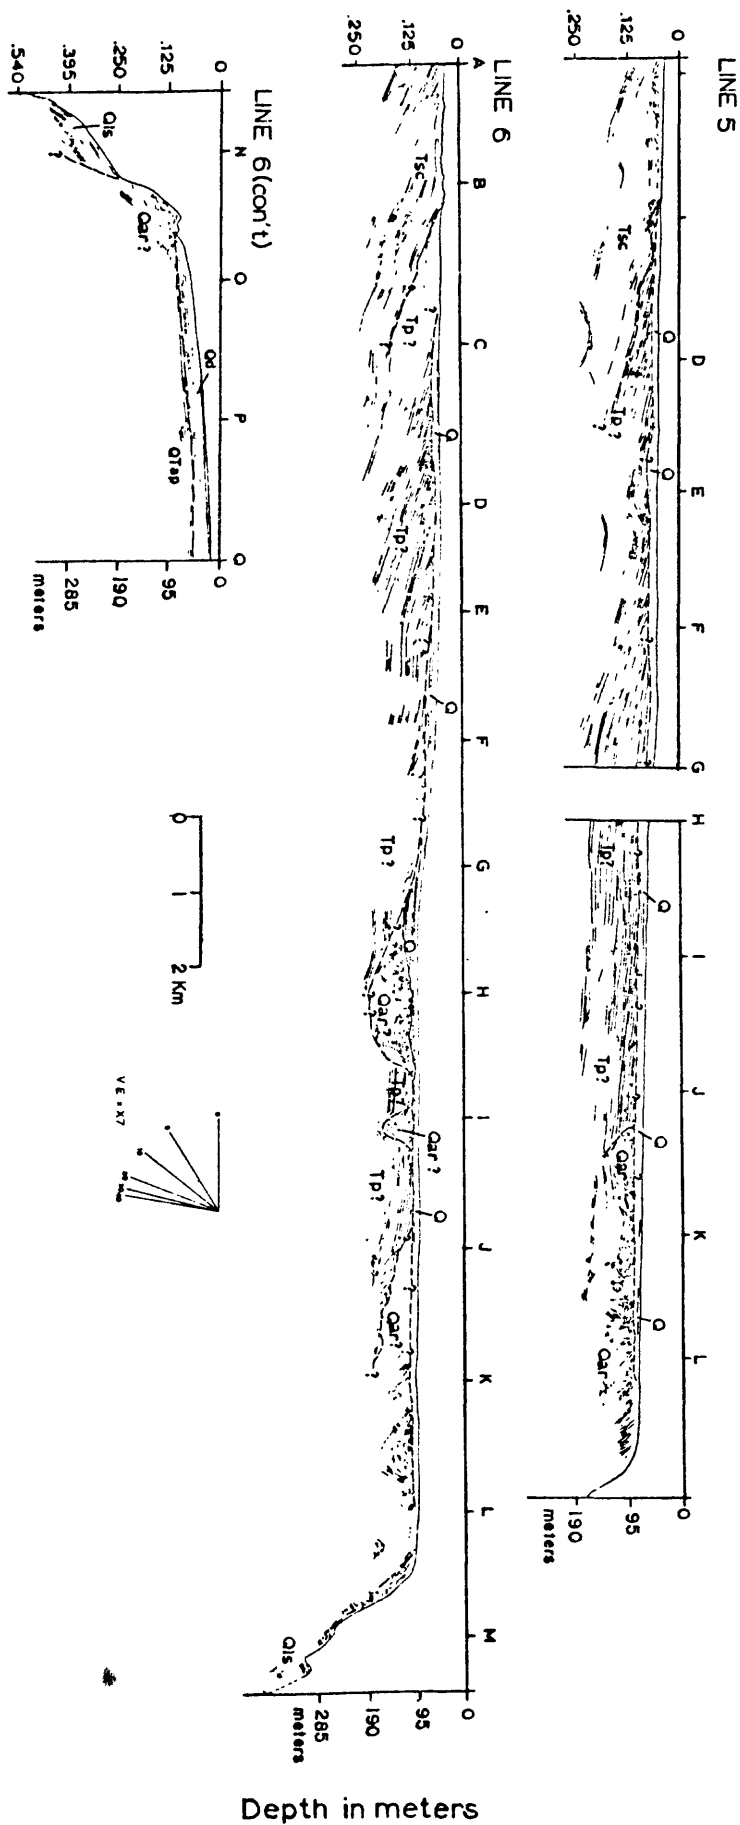 LINE 5
0
.125
.250
D
E
F
G
H
I
J
K
L
Q
Q
Q
Q
Q
Tsc
Tp?
Tp?
Tp?
Qar
Qar
0
95
190
meters
LINE 6
0
.125
.250
A
B
C
D
E
F
G
H
I
J
K
L
M
Tsc
Tp?
Q
Tp?
Q
Tp?
Q
Qar?
Tp?
Qar?
Tp?
Q
Qar?
Qls
0
95
190
285
meters
Depth in meters
LINE 6 (con't)
0
.125
.250
.395
.540
N
O
P
Q
Qls
Qar?
Qd
QTap
0
95
190
285
meters
0 1 2 Km
VE = X7